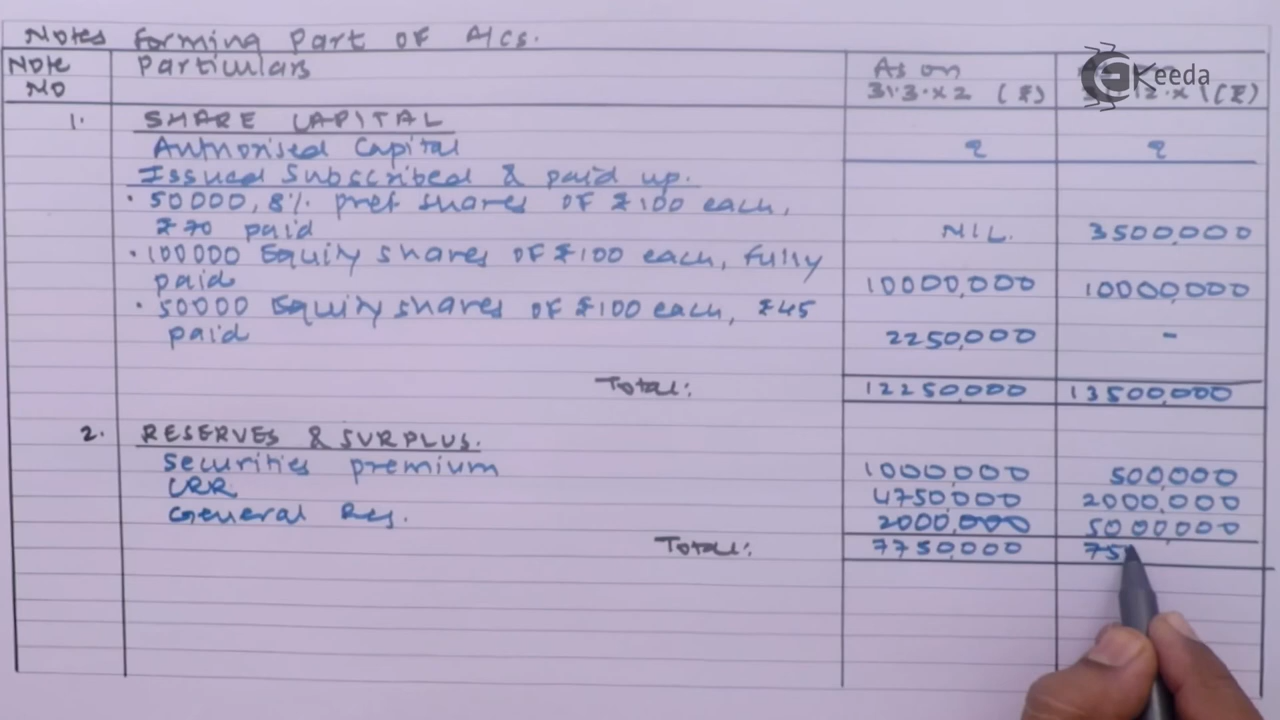 Notes Forming Part OF A/cs.
Note No Particulars As on 31.3.x2 (₹)
Keeda
1. SHARE CAPITAL
Authorised Capital ? ?
Issued Subscribed & paid up.
• 50000, 8% pref shares OF ₹100 each,
₹70 paid NIL. 3500,000
• 100000 Equity shares OF ₹100 each, fully
paid 10000,000 10000,000
• 50000 Equity shares OF ₹100 each, ₹45
paid 2250,000 -
Total: 12250,000 13500,000
2. RESERVES & SURPLUS.
Securities premium 1000,000 500,000
CRR 4750,000 2000,000
General Res. 2000,000 5000,000
Total: 7750,000 75